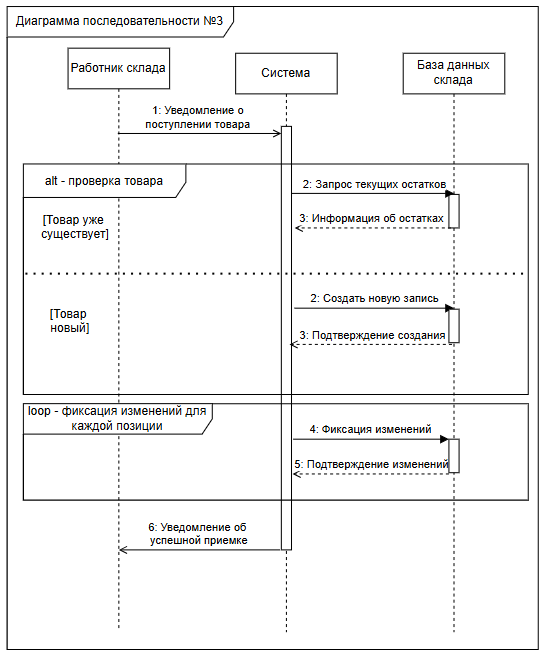 Диаграмма последовательности №3
Работник склада
Система
База данных
склада
1: Уведомление о
поступлении товара
alt - проверка товара
2: Запрос текущих остатков
[Товар уже
существует]
3: Информация об остатках
2: Создать новую запись
[Товар
новый]
3: Подтверждение создания
loop - фиксация изменений для
каждой позиции
4: Фиксация изменений
5: Подтверждение изменений
6: Уведомление об
успешной приемке